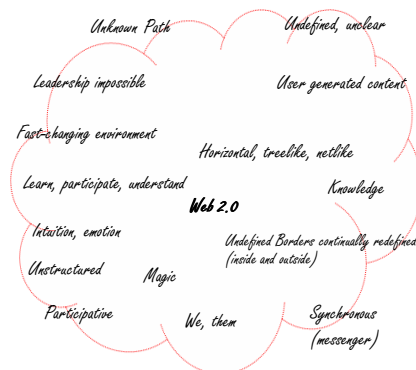 Unknown Path
Undefined, unclear
Leadership impossible
User generated content
Fast-changing environment
Horizontal, treelike, netlike
Learn, participate, understand
Knowledge
Web 2.0
Intuition, emotion
Undefined Borders continually redefined
(inside and outside)
Unstructured
Magic
Participative
We, them
Synchronous
(messenger)